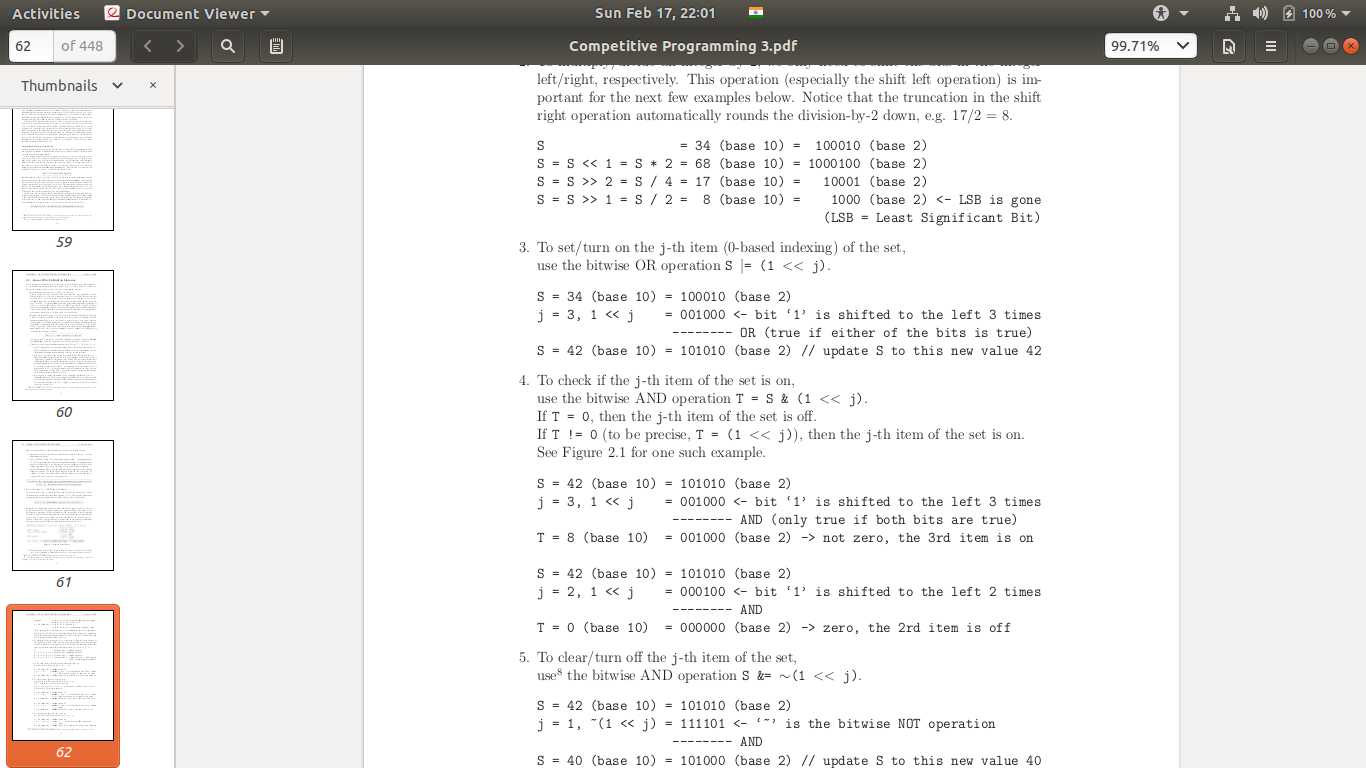 Activities Document Viewer Sun Feb 17, 22:01 100 %
62 of 448 Competitive Programming 3.pdf 99.71%
Thumbnails ×
59
60
61
62
left/right, respectively. This operation (especially the shift left operation) is im-
portant for the next few examples below. Notice that the truncation in the shift
right operation automatically rounds the division-by-2 down, e.g. 17/2 = 8.
S = 34 (base 10) = 100010 (base 2)
S = S << 1 = S * 2 = 68 (base 10) = 1000100 (base 2)
S = S >> 2 = S / 4 = 17 (base 10) = 10001 (base 2)
S = S >> 1 = S / 2 = 8 (base 10) = 1000 (base 2) <- LSB is gone
(LSB = Least Significant Bit)
3. To set/turn on the j-th item (0-based indexing) of the set,
use the bitwise OR operation S |= (1 << j).
S = 34 (base 10) = 100010 (base 2)
j = 3, 1 << j = 001000 <- bit ‘1’ is shifted to the left 3 times
-------- OR (true if either of the bits is true)
S = 42 (base 10) = 101010 (base 2) // update S to this new value 42
4. To check if the j-th item of the set is on,
use the bitwise AND operation T = S & (1 << j).
If T = 0, then the j-th item of the set is off.
If T != 0 (to be precise, T = (1 << j)), then the j-th item of the set is on.
See Figure 2.1 for one such example.
S = 42 (base 10) = 101010 (base 2)
j = 3, 1 << j = 001000 <- bit ‘1’ is shifted to the left 3 times
-------- AND (only true if both bits are true)
T = 8 (base 10) = 001000 (base 2) -> not zero, the 3rd item is on
S = 42 (base 10) = 101010 (base 2)
j = 2, 1 << j = 000100 <- bit ‘1’ is shifted to the left 2 times
-------- AND
T = 0 (base 10) = 000000 (base 2) -> zero, the 2rd item is off
5. To clear/turn off the j-th item of the set,
use⁸ the bitwise AND operation S &= ∼(1 << j).
S = 42 (base 10) = 101010 (base 2)
j = 1, ~(1 << j) = 111101 <- ‘~’ is the bitwise NOT operation
-------- AND
S = 40 (base 10) = 101000 (base 2) // update S to this new value 40